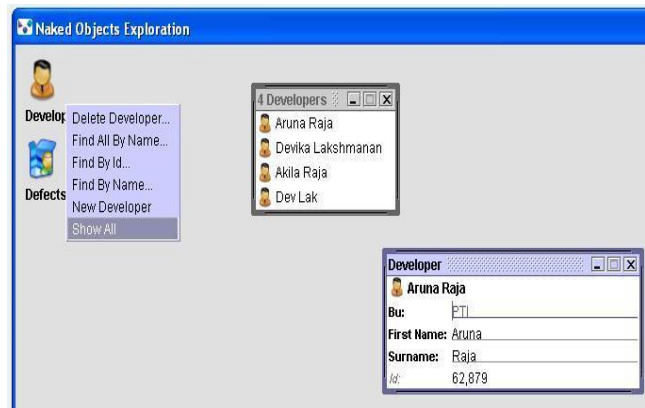 Naked Objects Exploration
Develop
Delete Developer...
Find All By Name...
Find By Id...
Find By Name...
New Developer
Show All
Defects
4 Developers
Aruna Raja
Devika Lakshmanan
Akila Raja
Dev Lak
Developer
Aruna Raja
Bu: PTI
First Name: Aruna
Surname: Raja
Id: 62,879